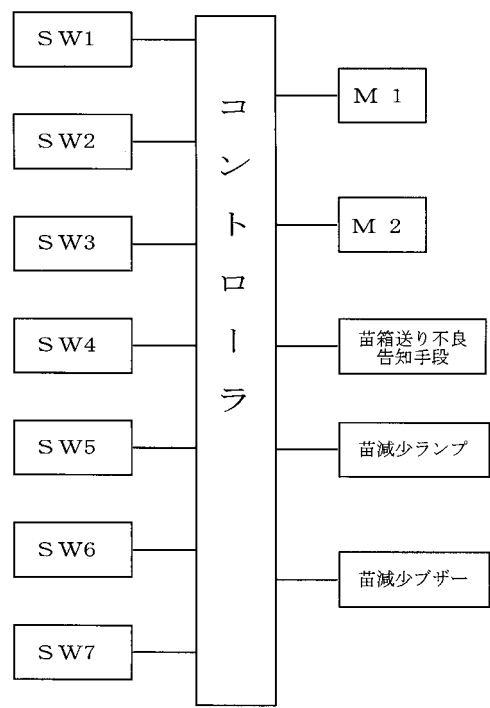 SW1
SW2
SW3
SW4
SW5
SW6
SW7
コントローラ
M 1
M 2
苗箱送り不良
告知手段
苗減少ランプ
苗減少ブザー